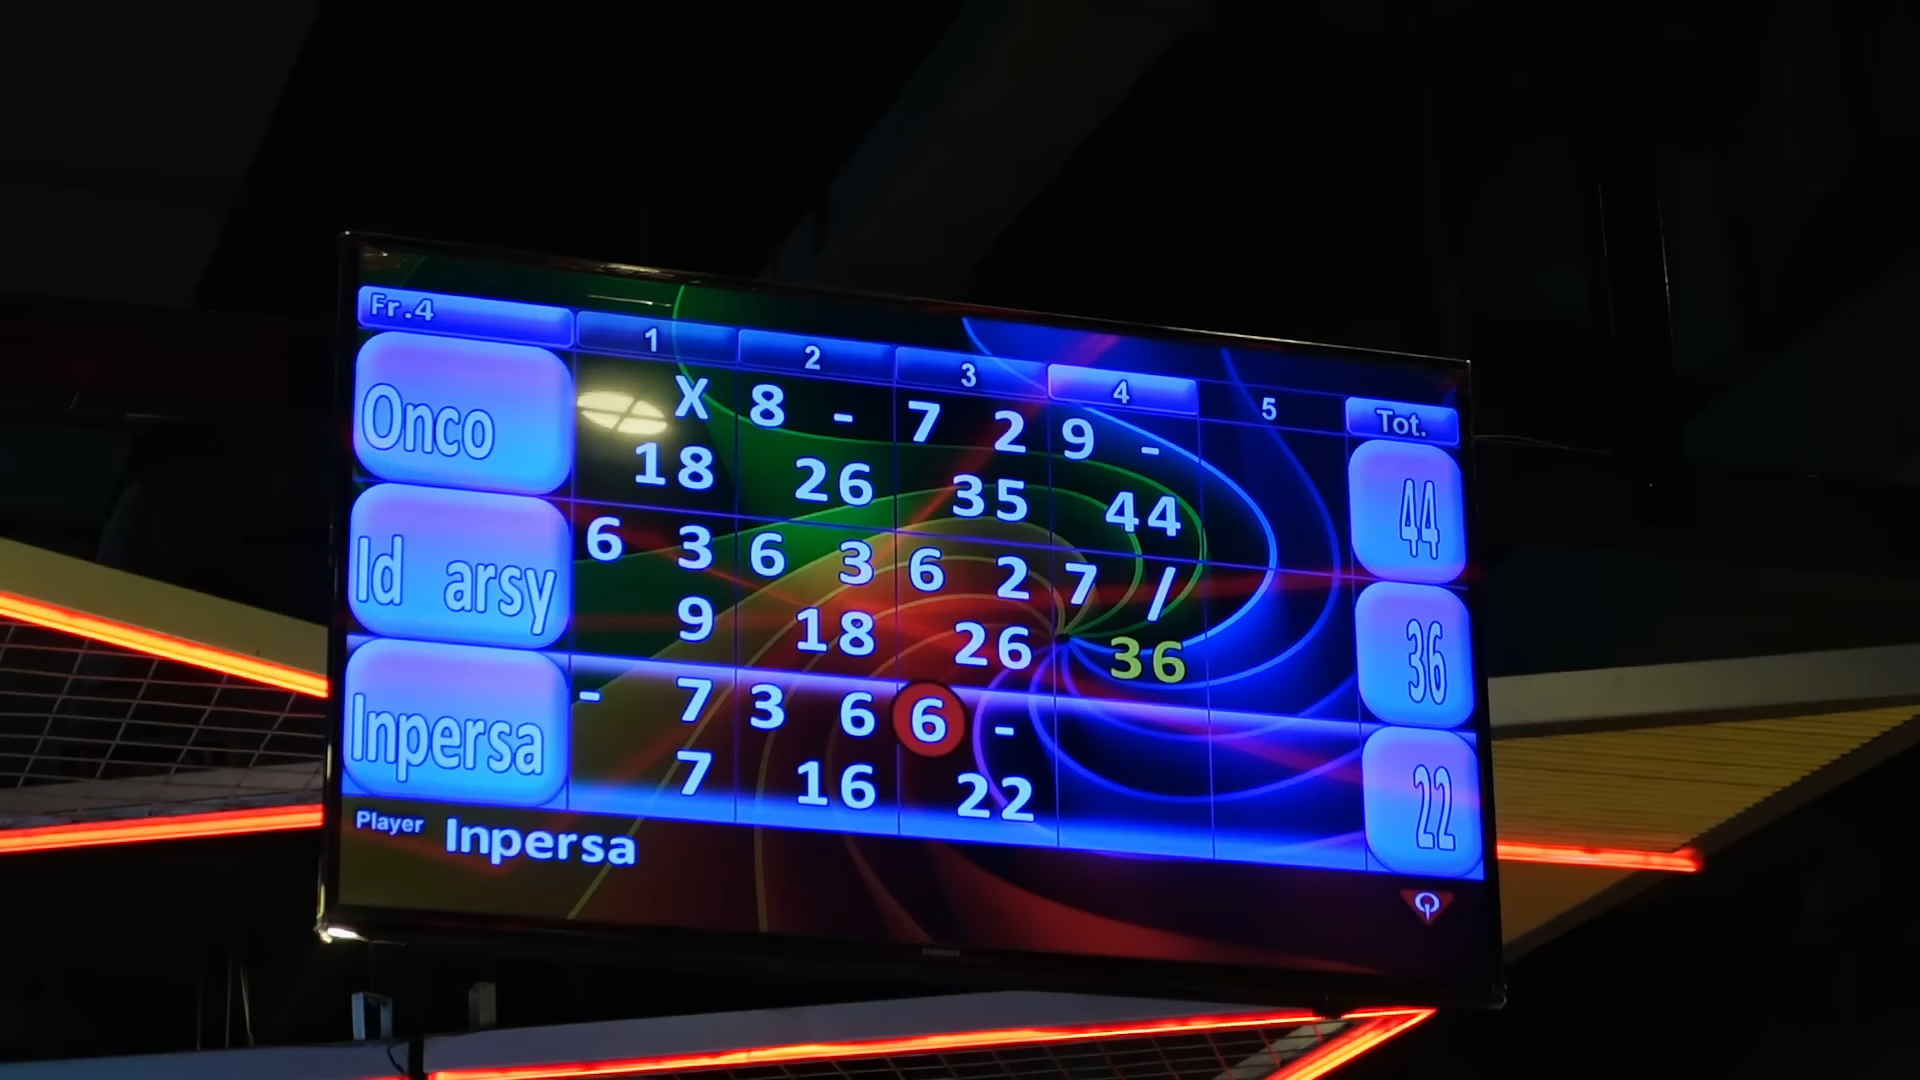 Fr.4 1 2 3 4 5 Tot.
Onco X 8 - 7 2 9 - 44
18 26 35 44
Id arsy 6 3 6 3 6 2 7 / 36
9 18 26 36
Inpersa - 7 3 6 6 - 22
7 16 22
Player Inpersa
SAMSUNG